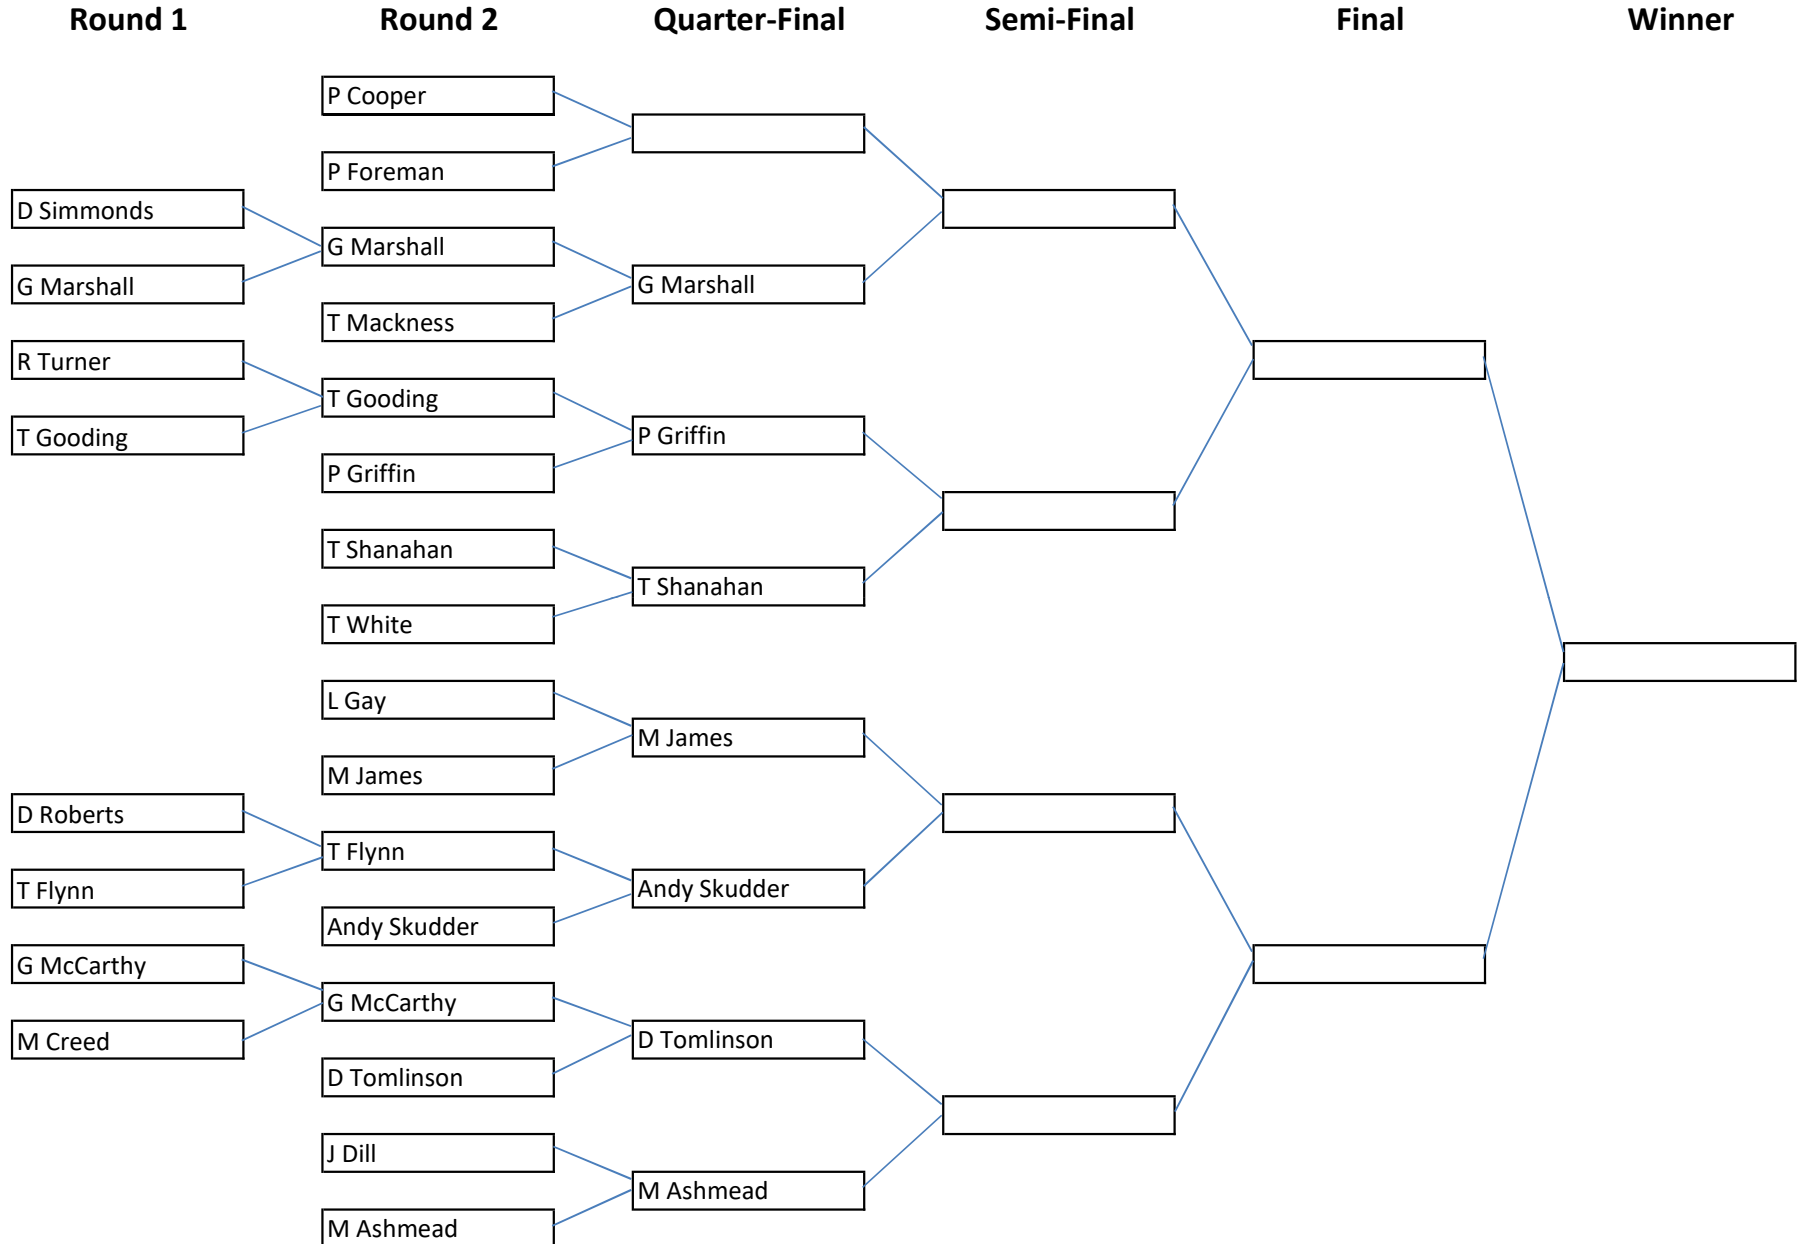 Round 1 Round 2 Quarter-Final Semi-Final Final Winner
P Cooper
P Foreman
D Simmonds
G Marshall
G Marshall
G Marshall
T Mackness
R Turner
T Gooding
T Gooding
P Griffin
P Griffin
T Shanahan
T Shanahan
T White
L Gay
M James
M James
D Roberts
T Flynn
T Flynn
Andy Skudder
Andy Skudder
G McCarthy
G McCarthy
M Creed
D Tomlinson
D Tomlinson
J Dill
M Ashmead
M Ashmead